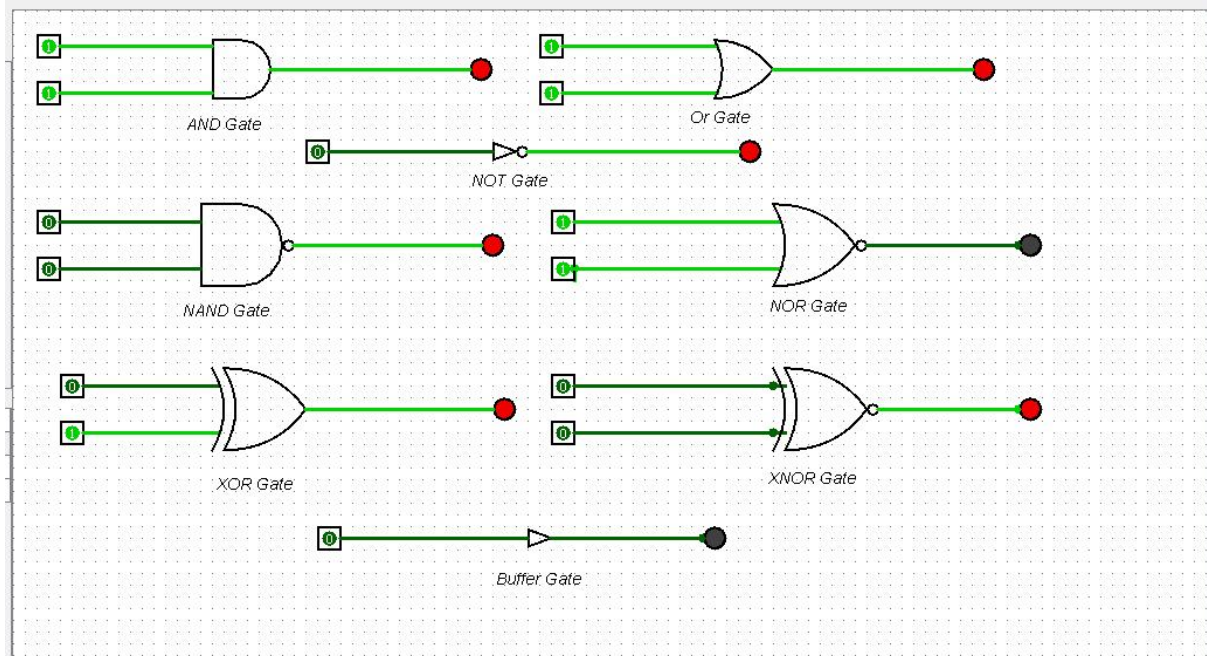 1
1
1
1
AND Gate
Or Gate
0
NOT Gate
0
1
0
1
NAND Gate
NOR Gate
0
0
1
0
XOR Gate
XNOR Gate
0
Buffer Gate